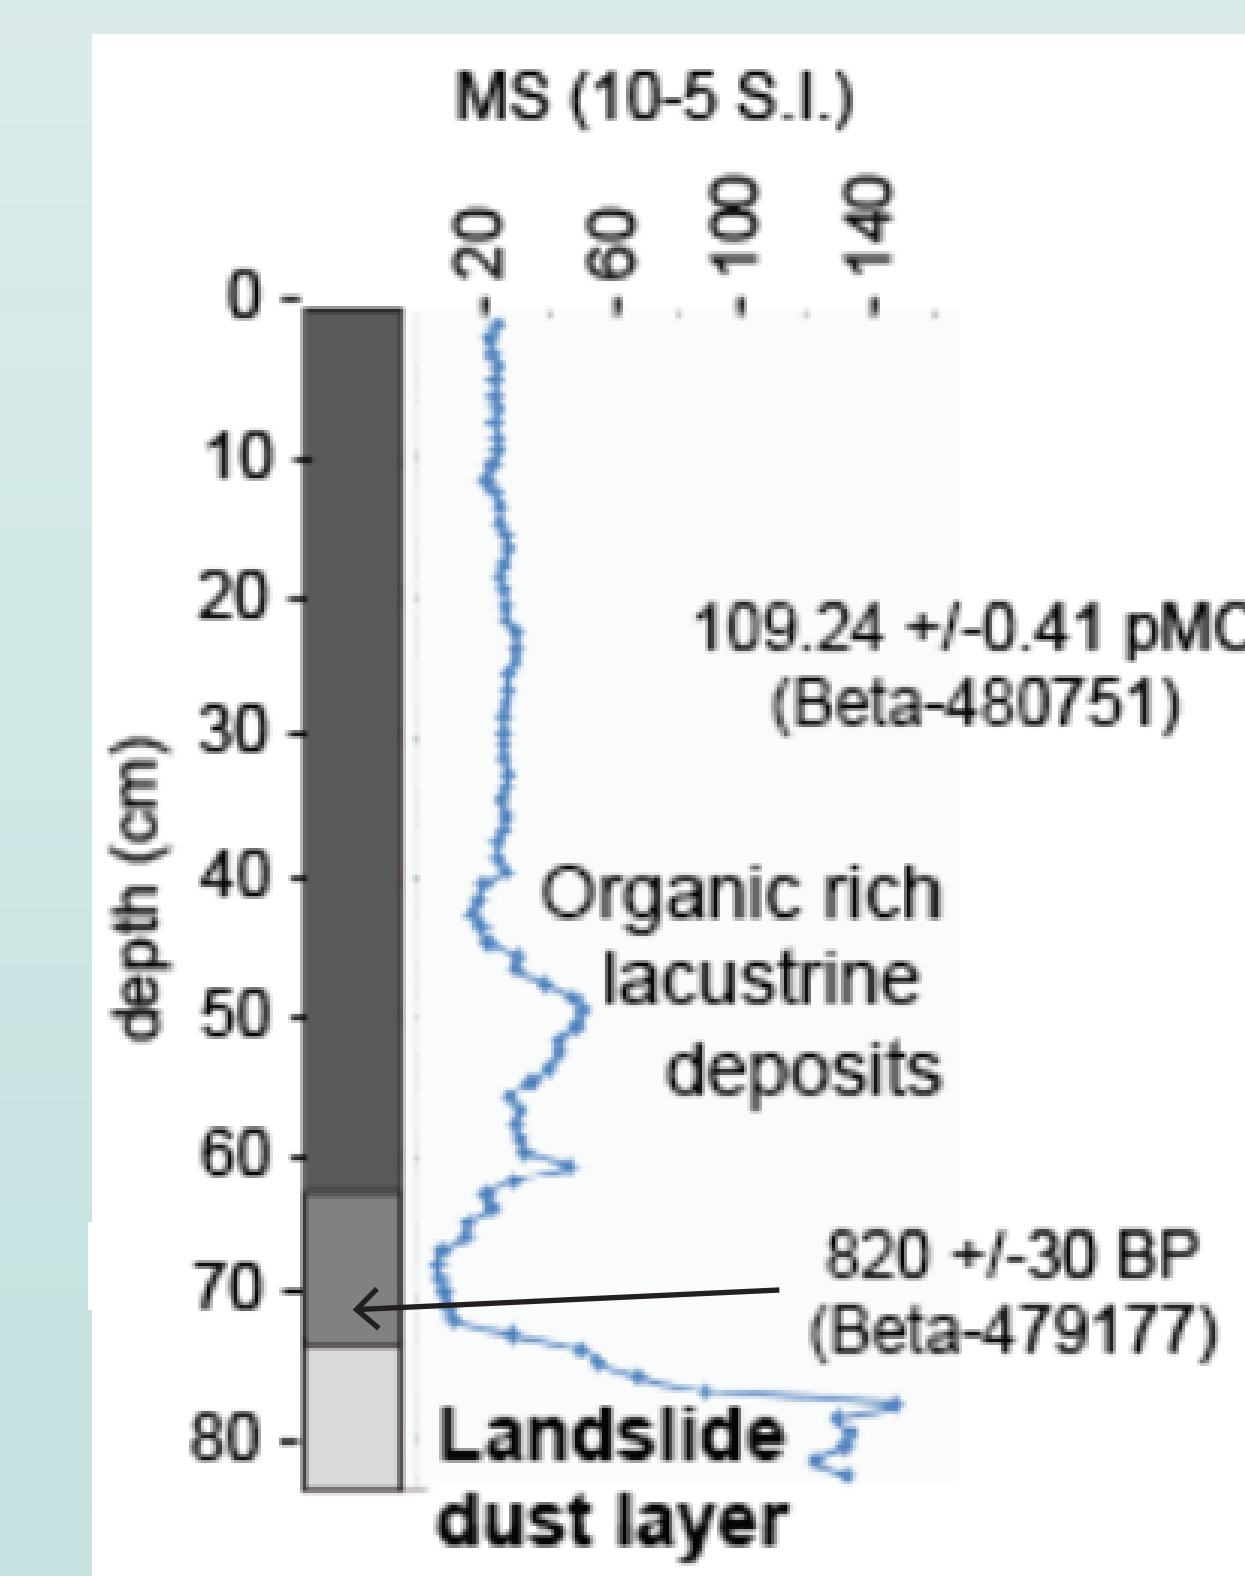 MS (10-5 S.I.)
20 60 100 140
0
10
20
30
40
50
60
70
80
depth (cm)
109.24 +/-0.41
(Beta-480751)
Organic rich
lacustrine
deposits
820 +/-30 BP
(Beta-479177)
Landslide
dust layer